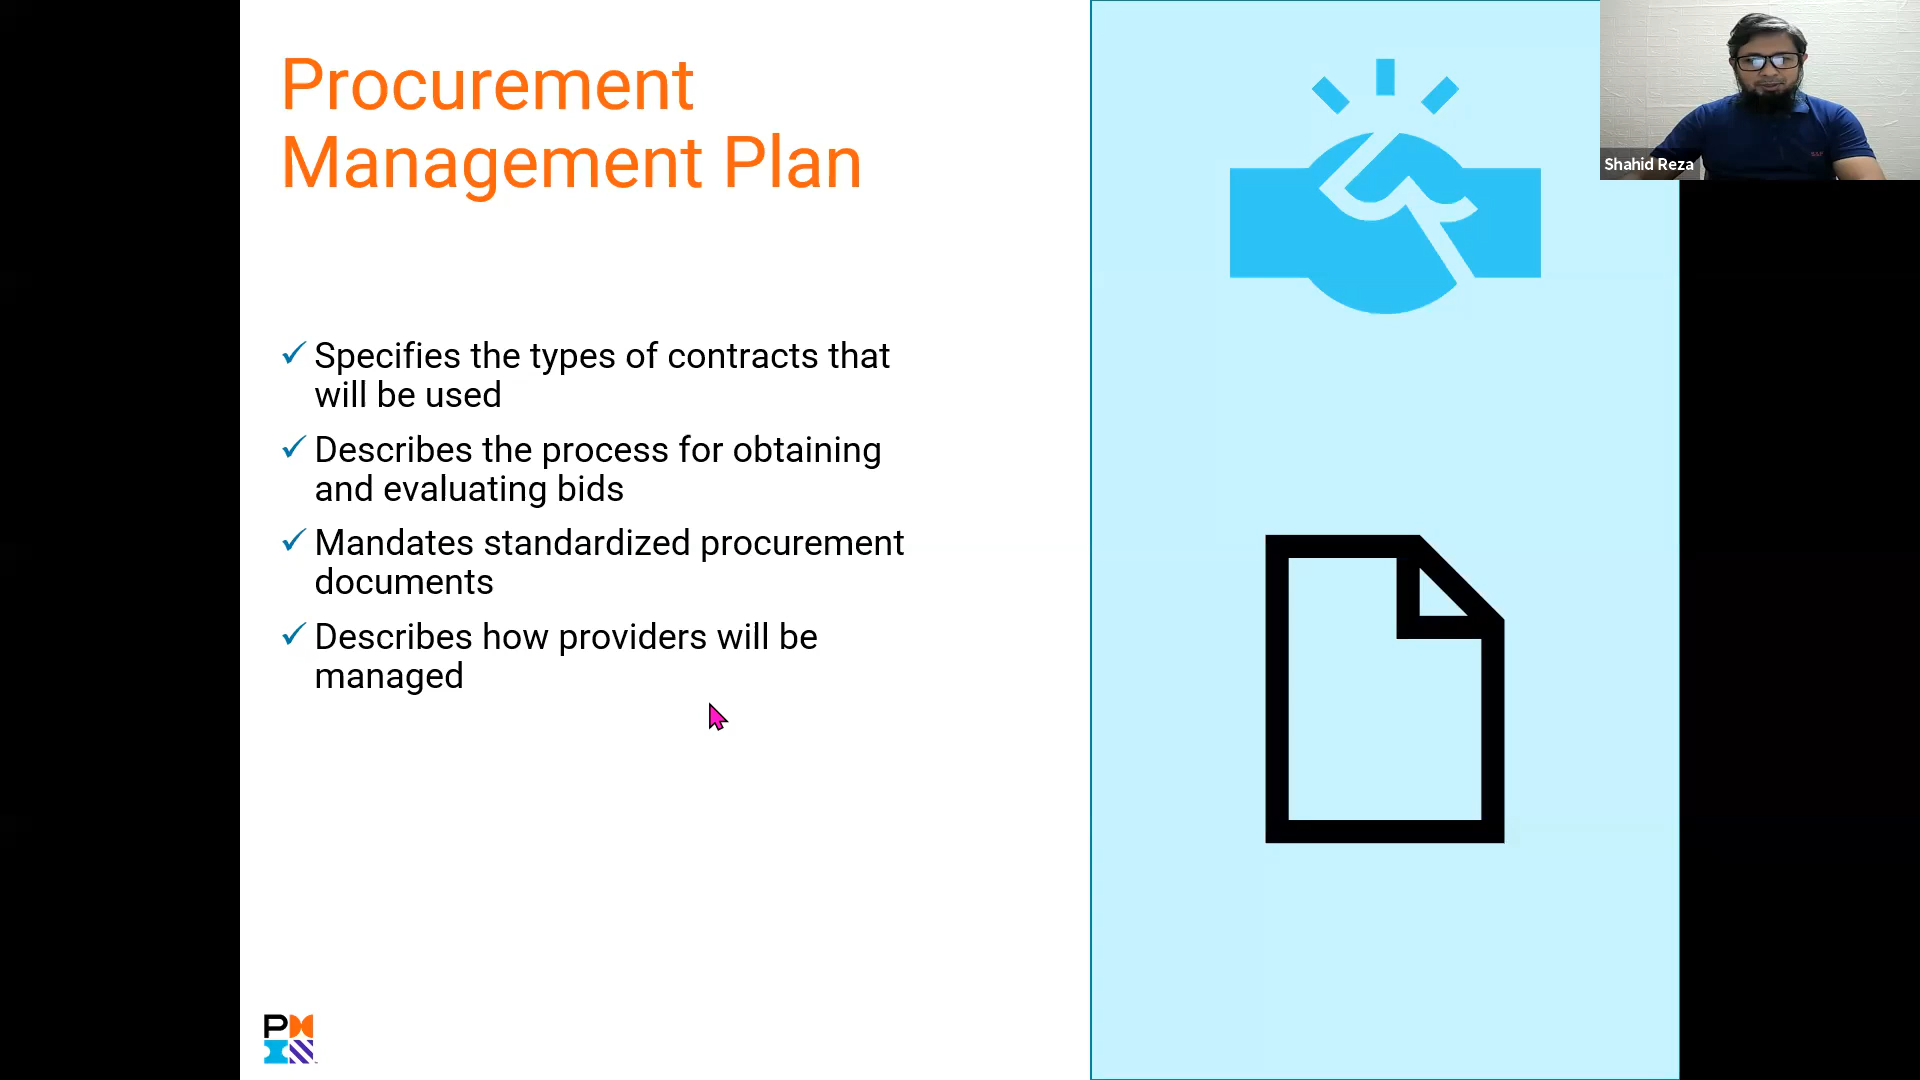 Procurement
Management Plan
Specifies the types of contracts that
will be used
Describes the process for obtaining
and evaluating bids
Mandates standardized procurement
documents
Describes how providers will be
managed
Shahid Reza